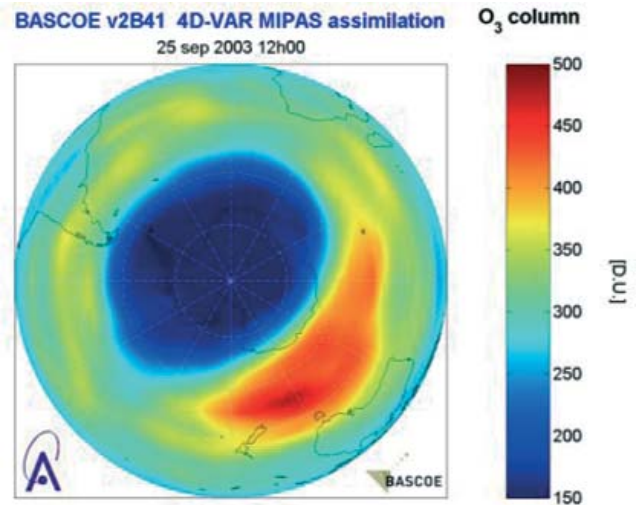 BASCOE v2B41 4D-VAR MIPAS assimilation
25 sep 2003 12h00
O₃ column
500
450
400
350
300
250
200
150
[D.U.]
BASCOE